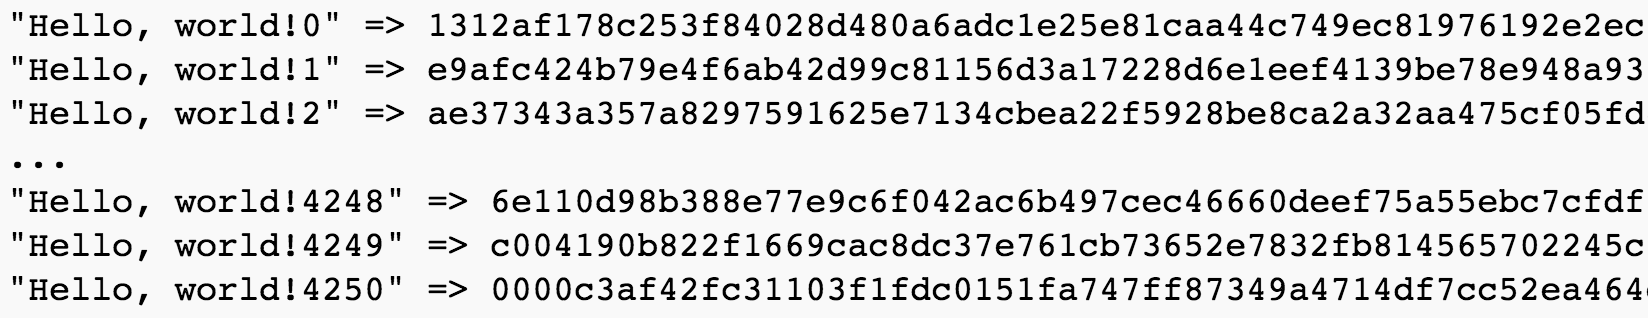 "Hello, world!0" => 1312af178c253f84028d480a6adc1e25e81caa44c749ec81976192e2ec
"Hello, world!1" => e9afc424b79e4f6ab42d99c81156d3a17228d6e1eef4139be78e948a93
"Hello, world!2" => ae37343a357a8297591625e7134cbea22f5928be8ca2a32aa475cf05fd
...
"Hello, world!4248" => 6e110d98b388e77e9c6f042ac6b497cec46660deef75a55ebc7cfdf
"Hello, world!4249" => c004190b822f1669cac8dc37e761cb73652e7832fb814565702245c
"Hello, world!4250" => 0000c3af42fc31103f1fdc0151fa747ff87349a4714df7cc52ea464